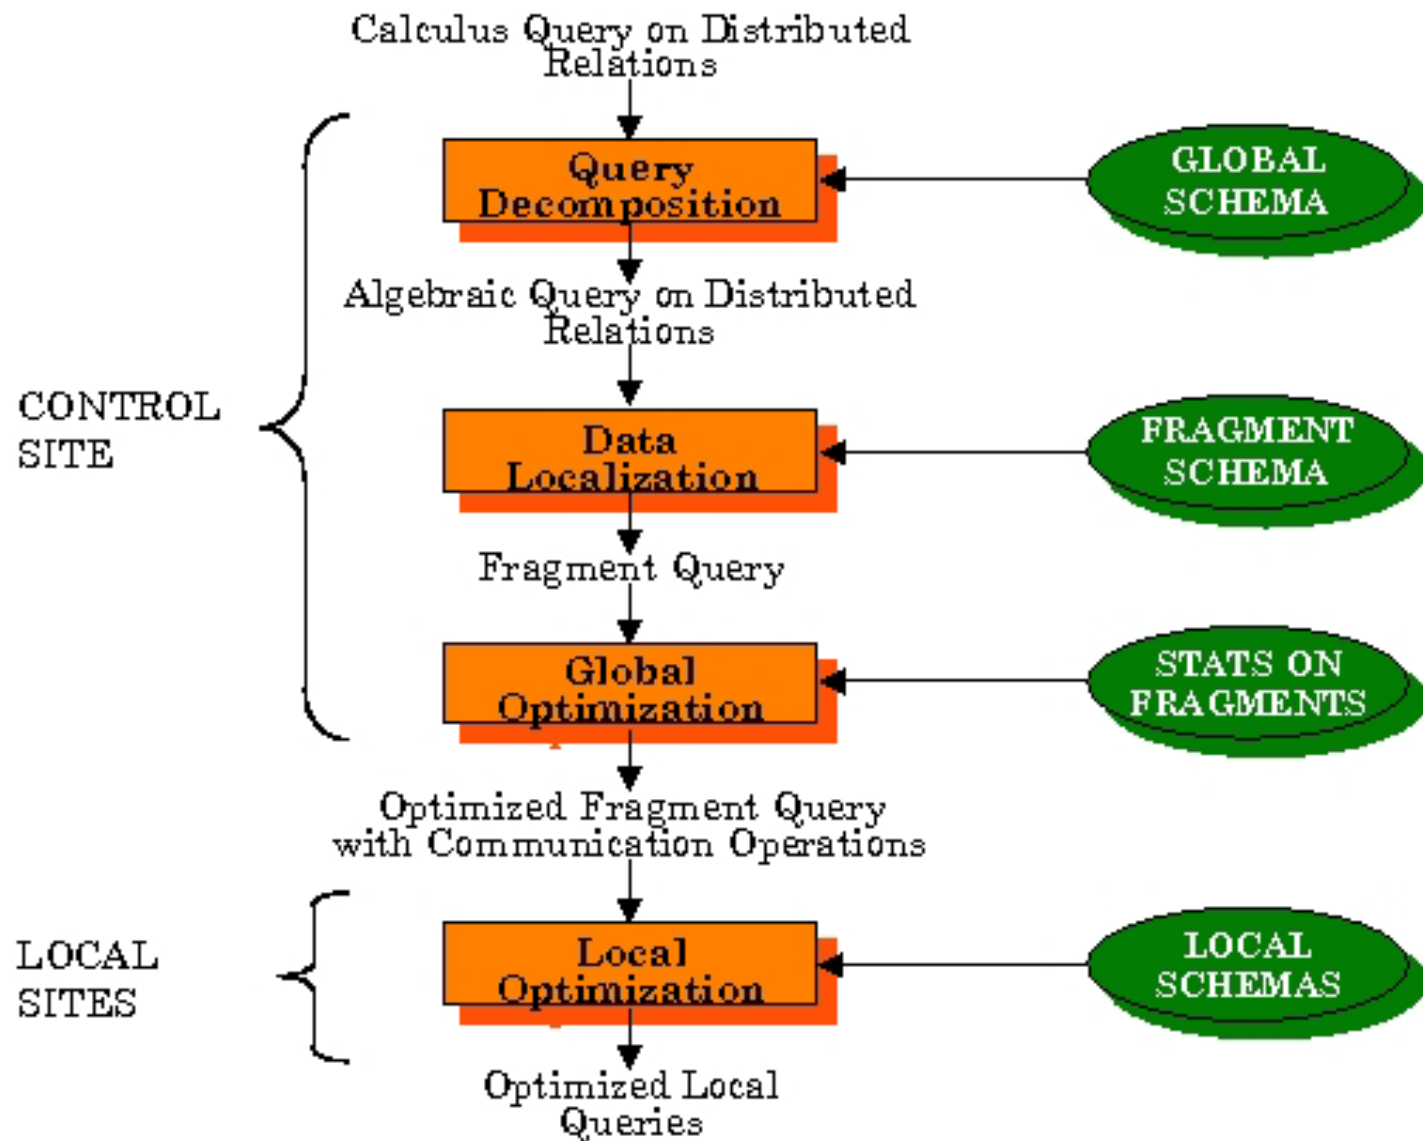 Calculus Query on Distributed
Relations
Query
Decomposition
GLOBAL
SCHEMA
Algebraic Query on Distributed
Relations
CONTROL
SITE
Data
Localization
FRAGMENT
SCHEMA
Fragment Query
Global
Optimization
STATS ON
FRAGMENTS
Optimized Fragment Query
with Communication Operations
LOCAL
SITES
Local
Optimization
LOCAL
SCHEMAS
Optimized Local
Queries